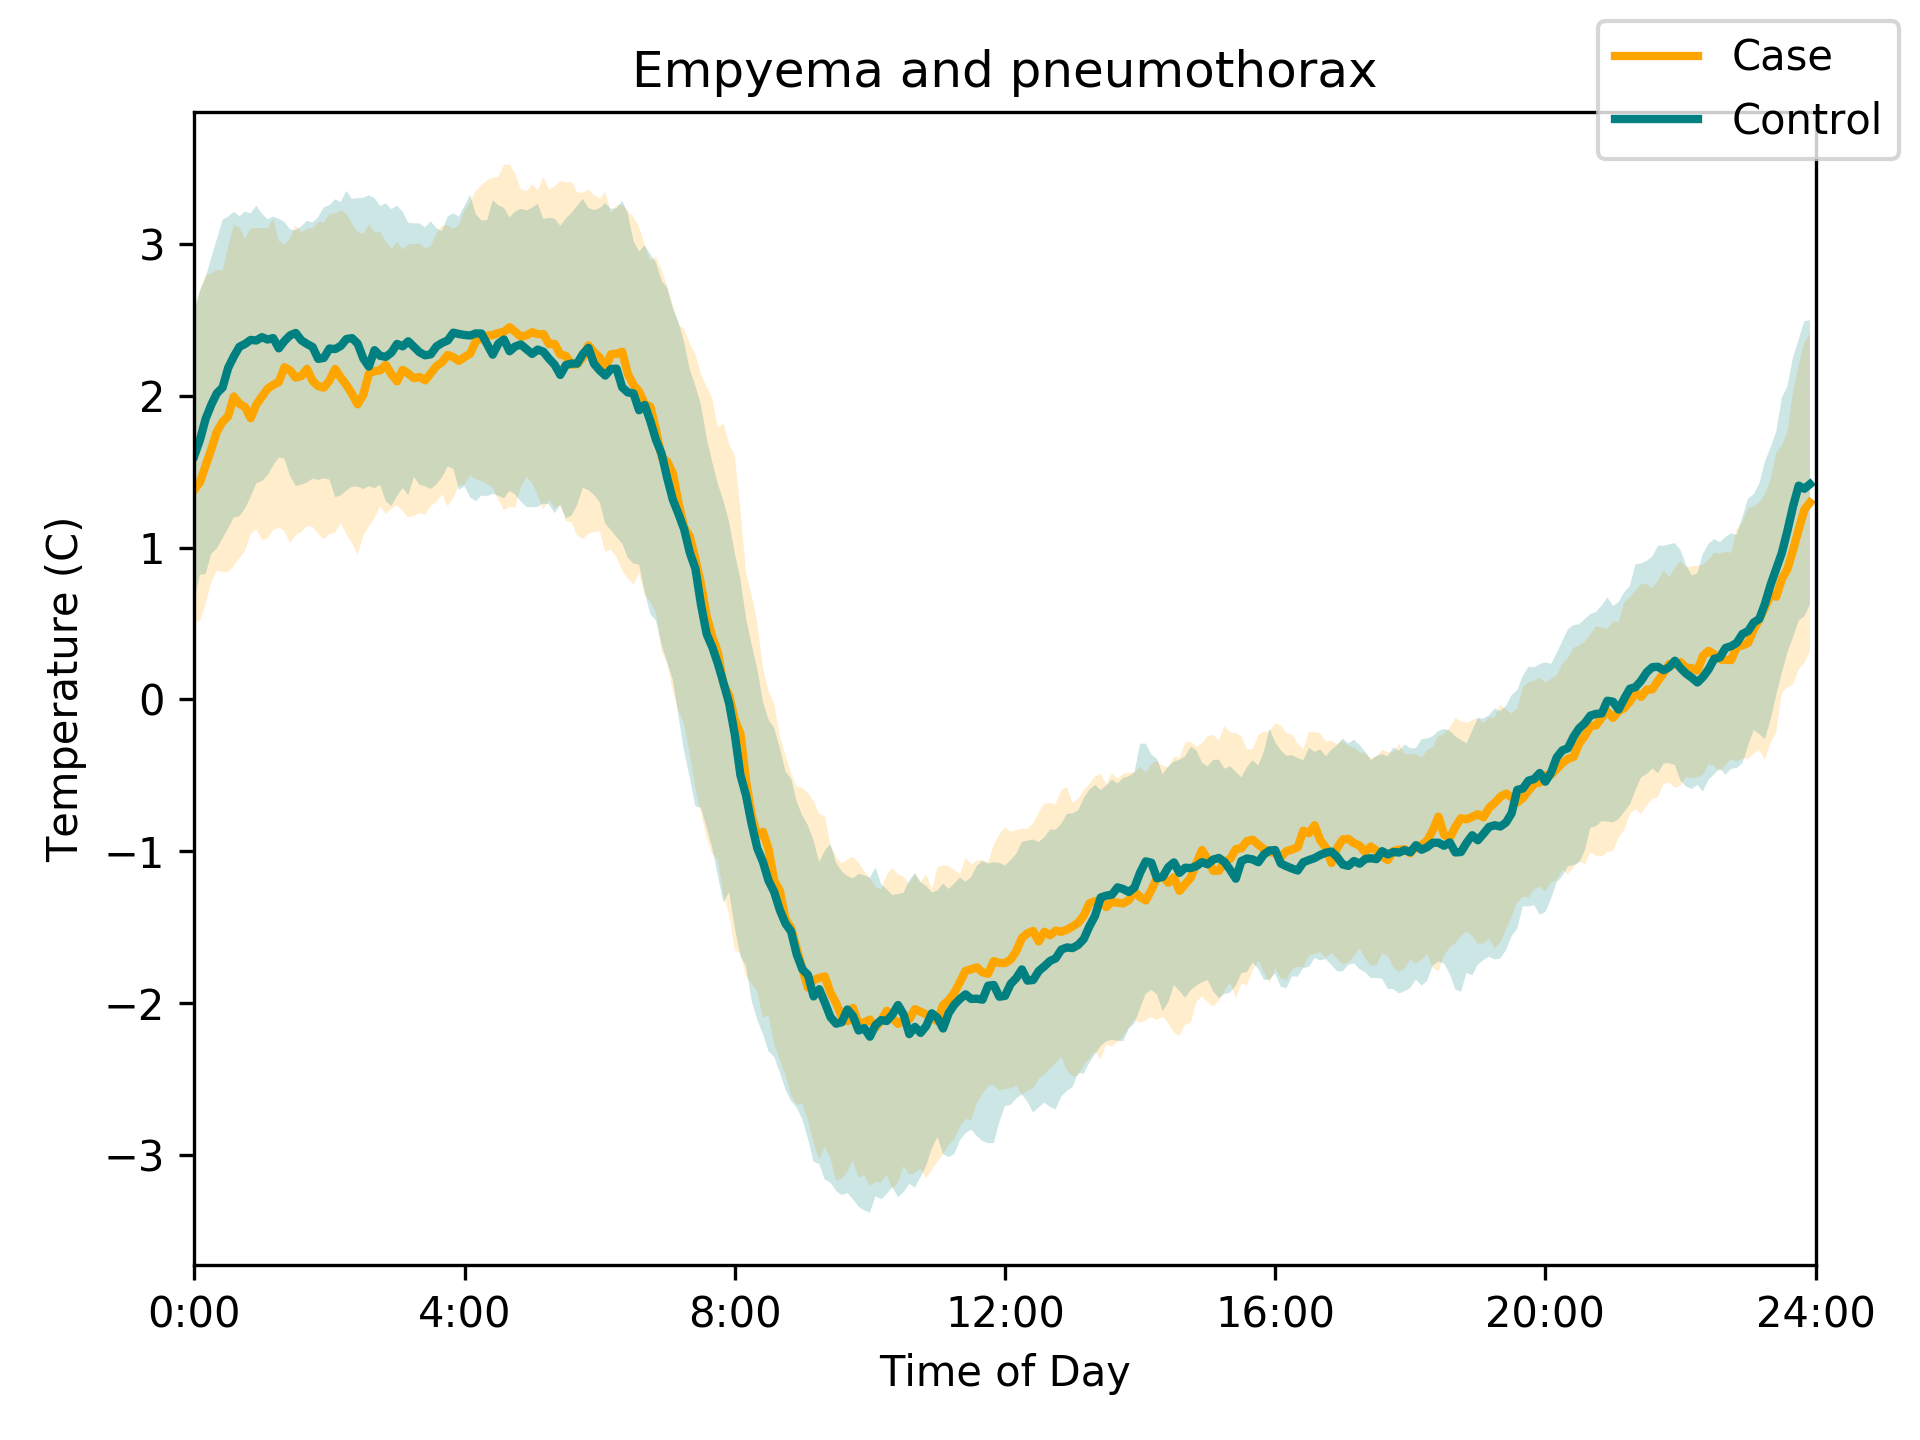 Empyema and pneumothorax
Case
Control
Temperature (C)
3
2
1
0
−1
−2
−3
0:00 4:00 8:00 12:00 16:00 20:00 24:00
Time of Day